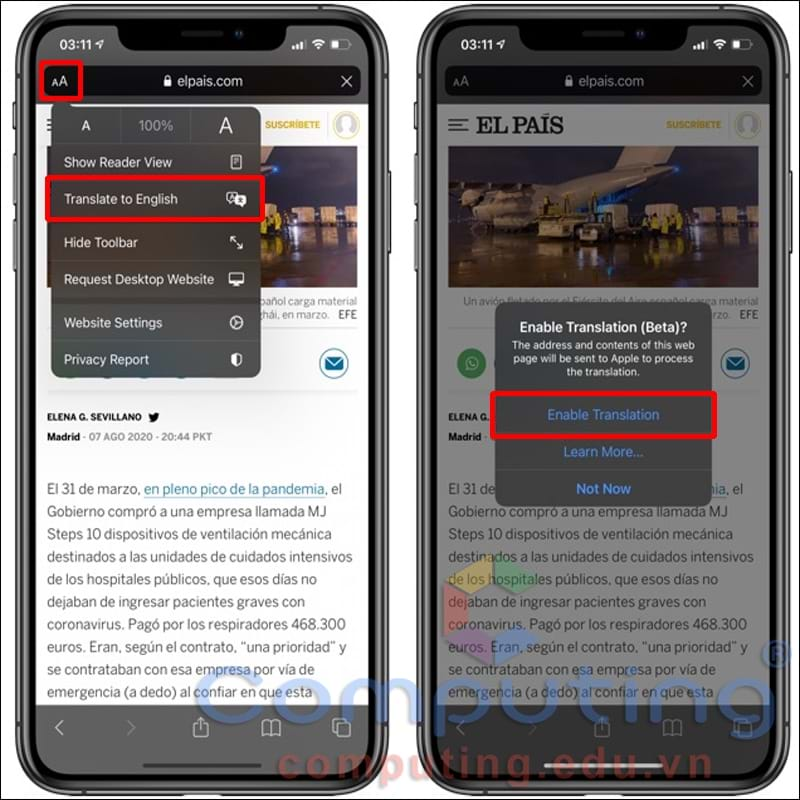 03:11
AA
elpais.com
A
100%
A
SUSCRÍBETE
Show Reader View
Translate to English
Hide Toolbar
Request Desktop Website
Website Settings
Privacy Report
español carga material
hái, en marzo. EFE
ELENA G. SEVILLANO
Madrid - 07 AGO 2020 - 20:44 PKT
El 31 de marzo, en pleno pico de la pandemia, el
Gobierno compró a una empresa llamada MJ
Steps 10 dispositivos de ventilación mecánica
destinados a las unidades de cuidados intensivos
de los hospitales públicos, que esos días no
dejaban de ingresar pacientes graves con
coronavirus. Pagó por los respiradores 468.300
euros. Eran, según el contrato, “una prioridad” y
se contrataban con esa empresa por vía de
emergencia (a dedo) al confiar en que esta
03:11
AA
elpais.com
EL PAÍS
SUSCRÍBETE
Un avión fletado por el Ejército del Aire español carga material
EFE
Enable Translation (Beta)?
The address and contents of this web
page will be sent to Apple to process
the translation.
Enable Translation
Learn More...
Not Now
ELENA G.
Madrid -
El 31 de ia, el
Gobierno compró a una empresa llamada MJ
Steps 10 dispositivos de ventilación mecánica
destinados a las unidades de cuidados intensivos
de los hospitales públicos, que esos días no
dejaban de ingresar pacientes graves con
coronavirus. Pagó por los respiradores 468.300
euros. Eran, según el contrato, “una prioridad” y
se contrataban con esa empresa por vía de
emergencia (a dedo) al confiar en que esta
Computing®
computing.edu.vn